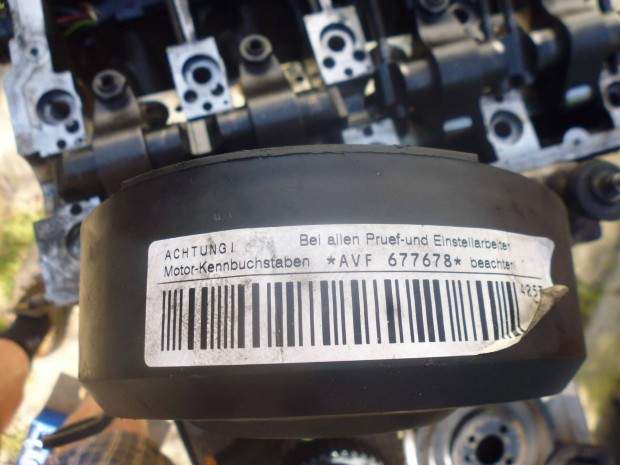 ACHTUNG! Bei allen Pruef-und Einstellarbeiten
Motor-Kennbuchstaben *AVF 677678* beachten